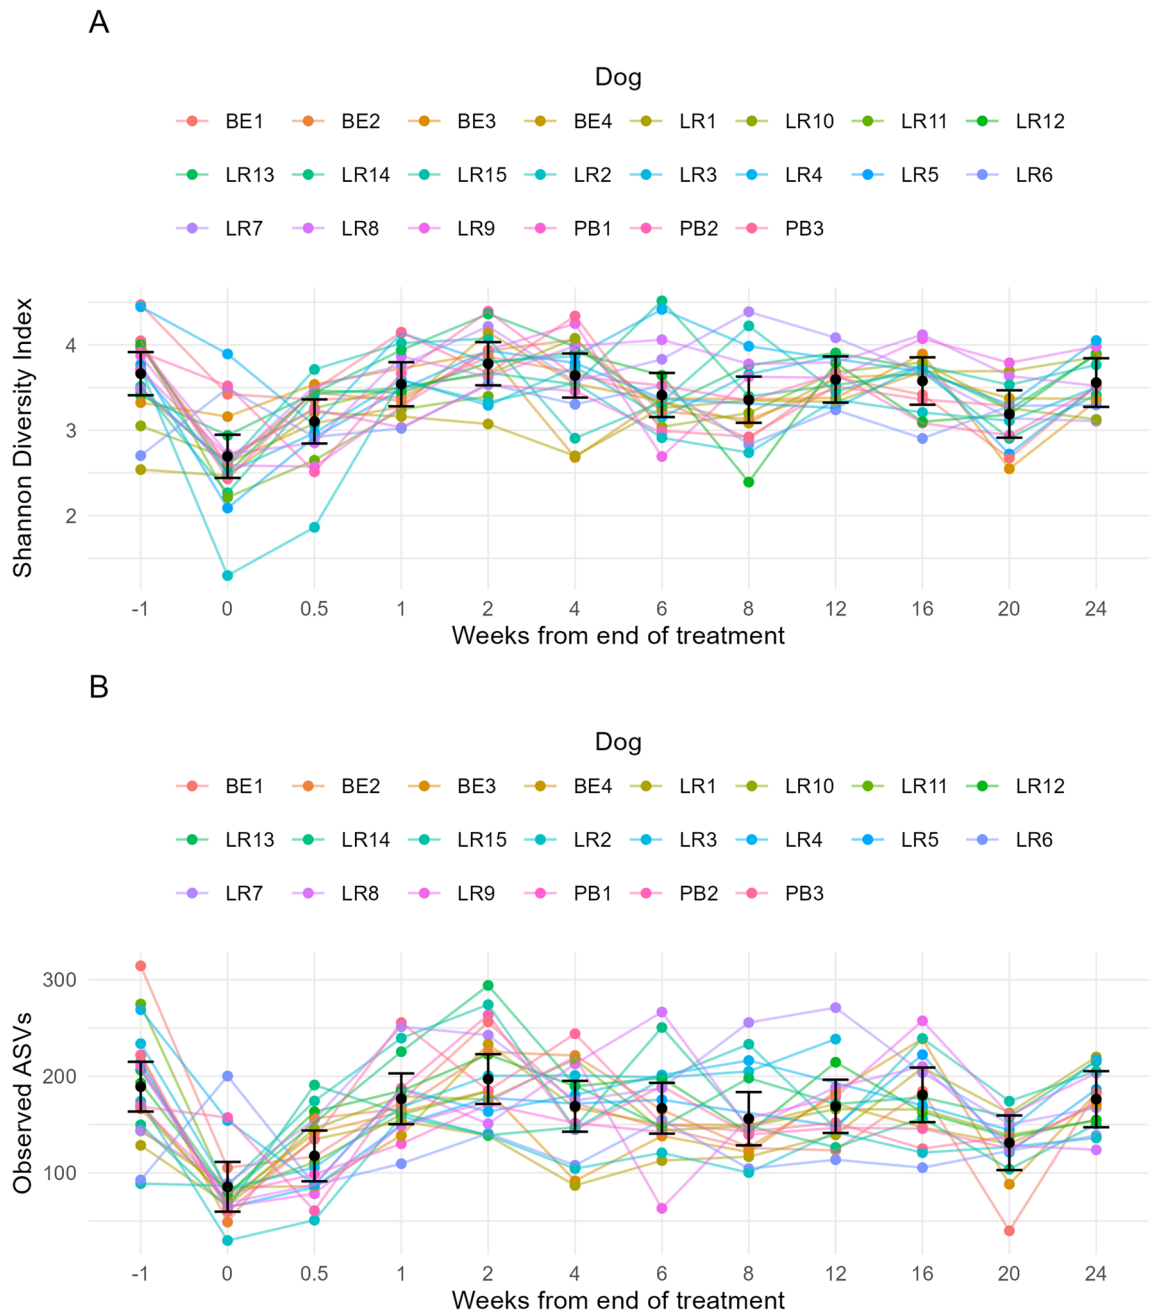 A
Dog
BE1 BE2 BE3 BE4 LR1 LR10 LR11 LR12
LR13 LR14 LR15 LR2 LR3 LR4 LR5 LR6
LR7 LR8 LR9 PB1 PB2 PB3
Shannon Diversity Index
4
3
2
-1 0 0.5 1 2 4 6 8 12 16 20 24
Weeks from end of treatment
B
Dog
BE1 BE2 BE3 BE4 LR1 LR10 LR11 LR12
LR13 LR14 LR15 LR2 LR3 LR4 LR5 LR6
LR7 LR8 LR9 PB1 PB2 PB3
Observed ASVs
300
200
100
-1 0 0.5 1 2 4 6 8 12 16 20 24
Weeks from end of treatment